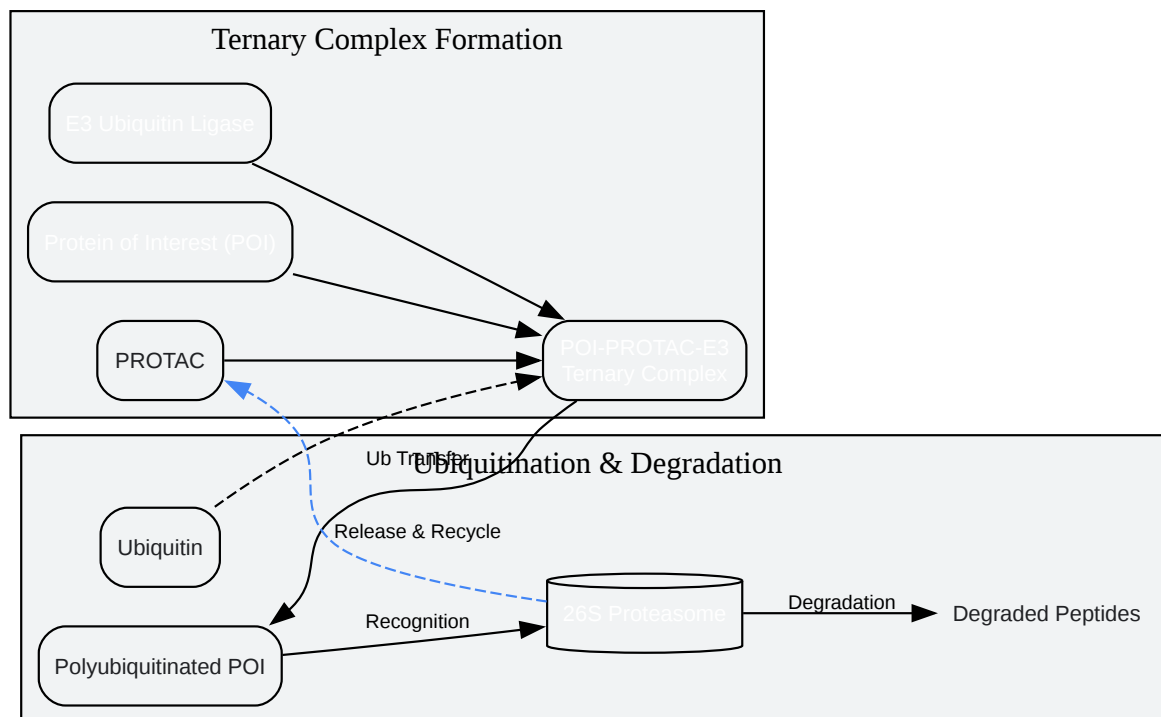 Ternary Complex Formation
E3 Ubiquitin Ligase
Protein of Interest (POI)
PROTAC
POI-PROTAC-E3
Ternary Complex
Ub Transfer
Ubiquitination & Degradation
Ubiquitin
Release & Recycle
26S Proteasome
Degradation
Degraded Peptides
Recognition
Polyubiquitinated POI